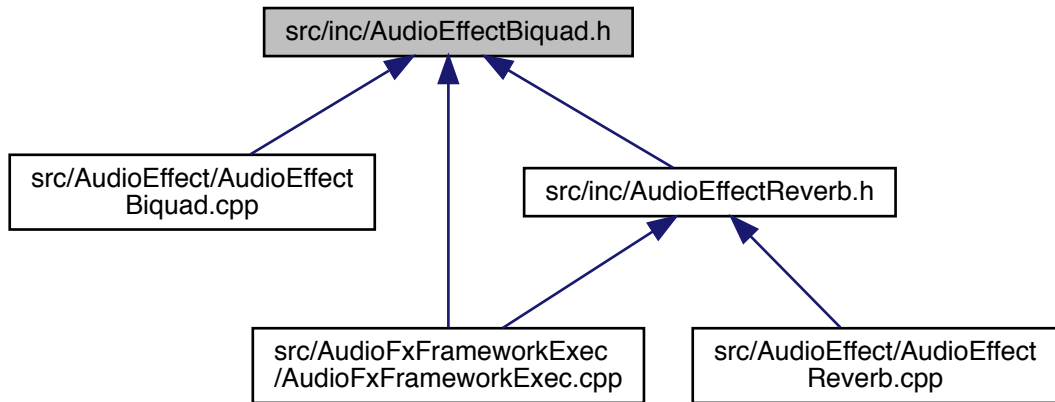 src/inc/AudioEffectBiquad.h
src/AudioEffect/AudioEffect
Biquad.cpp
src/inc/AudioEffectReverb.h
src/AudioFxFrameworkExec
/AudioFxFrameworkExec.cpp
src/AudioEffect/AudioEffect
Reverb.cpp